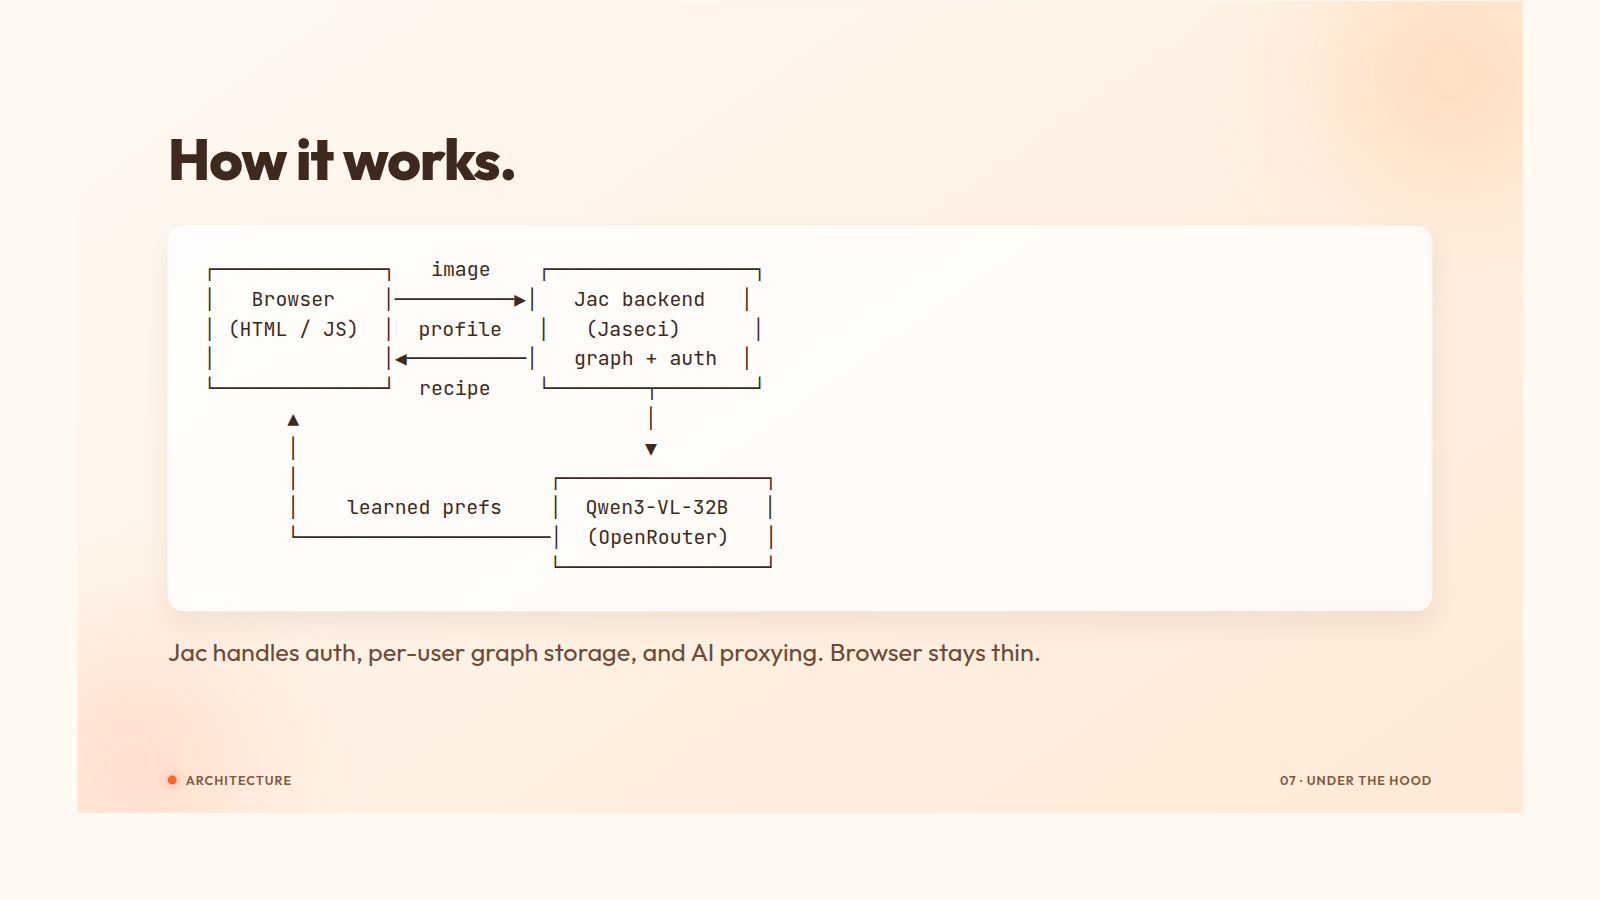 How it works.
image
Browser Jac backend
(HTML / JS) profile (Jaseci)
graph + auth
recipe
learned prefs Qwen3-VL-32B
(OpenRouter)
Jac handles auth, per-user graph storage, and AI proxying. Browser stays thin.
ARCHITECTURE 07 · UNDER THE HOOD